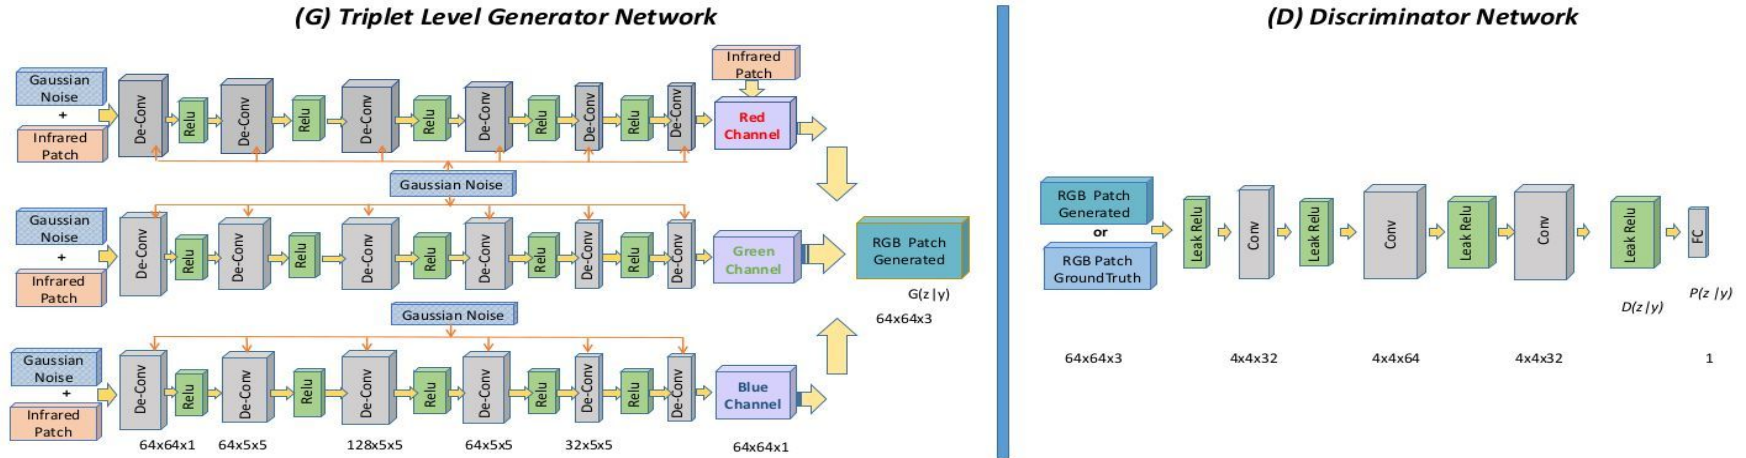 (G) Triplet Level Generator Network
Gaussian
Noise
+
Infrared
Patch
De-Conv
Relu
De-Conv
Relu
De-Conv
Relu
De-Conv
Relu
De-Conv
Relu
De-Conv
Infrared
Patch
Red
Channel
Gaussian Noise
Gaussian
Noise
+
Infrared
Patch
De-Conv
Relu
De-Conv
Relu
De-Conv
Relu
De-Conv
Relu
De-Conv
Relu
De-Conv
Green
Channel
RGB Patch
Generated
G(z|y)
64x64x3
Gaussian Noise
Gaussian
Noise
+
Infrared
Patch
De-Conv
Relu
De-Conv
Relu
De-Conv
Relu
De-Conv
Relu
De-Conv
Relu
De-Conv
Blue
Channel
64x64x1
64x5x5
128x5x5
64x5x5
32x5x5
64x64x1
(D) Discriminator Network
RGB Patch
Generated
or
RGB Patch
GroundTruth
Leak Relu
Conv
Leak Relu
Conv
Leak Relu
Conv
Leak Relu
FC
D(z|y)
P(z|y)
64x64x3
4x4x32
4x4x64
4x4x32
1